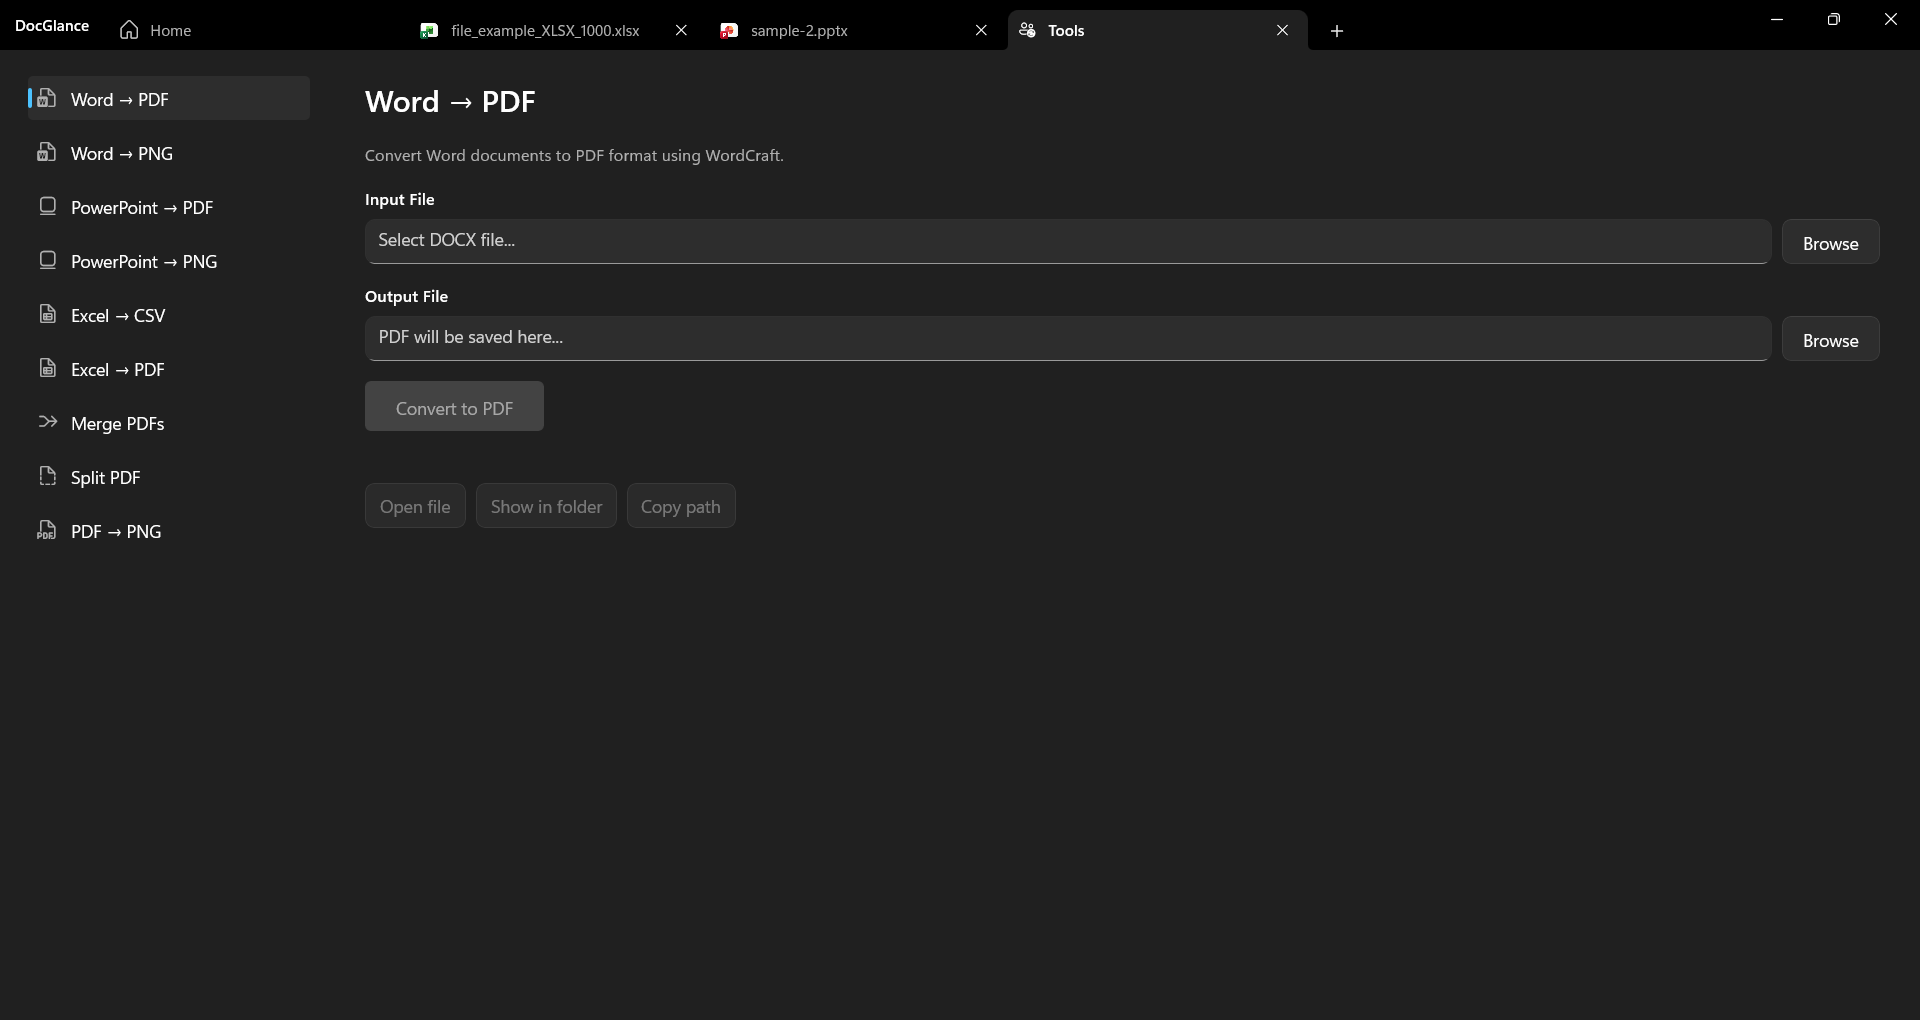 DocGlance
Home
file_example_XLSX_1000.xlsx
sample-2.pptx
Tools
Word → PDF
Word → PNG
PowerPoint → PDF
PowerPoint → PNG
Excel → CSV
Excel → PDF
Merge PDFs
Split PDF
PDF → PNG
Word → PDF
Convert Word documents to PDF format using WordCraft.
Input File
Select DOCX file...
Browse
Output File
PDF will be saved here...
Browse
Convert to PDF
Open file
Show in folder
Copy path